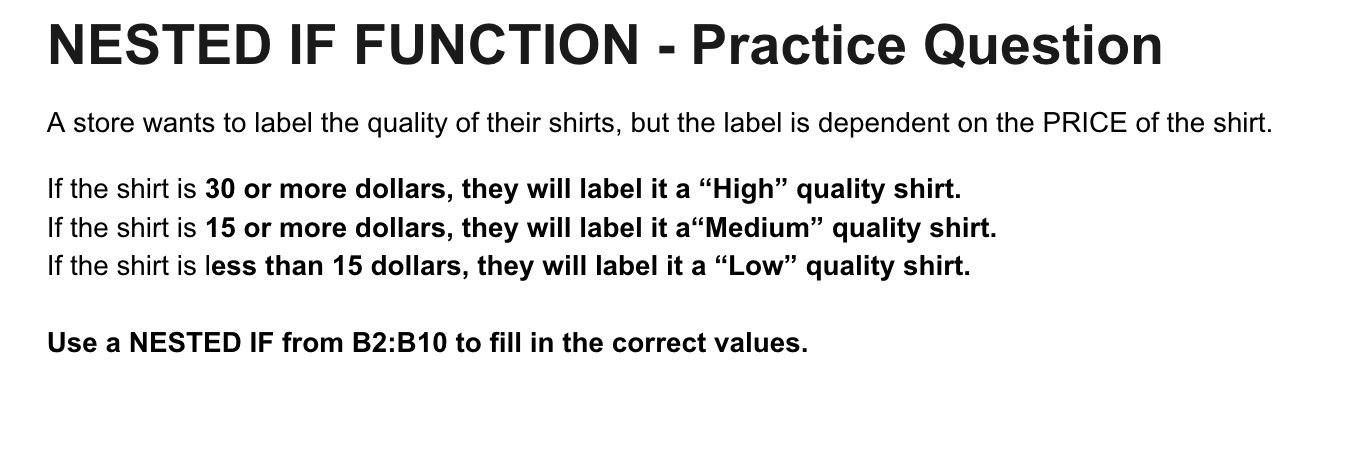 NESTED IF FUNCTION - Practice Question
A store wants to label the quality of their shirts, but the label is dependent on the PRICE of the shirt.
If the shirt is 30 or more dollars, they will label it a “High” quality shirt.
If the shirt is 15 or more dollars, they will label it a“Medium” quality shirt.
If the shirt is less than 15 dollars, they will label it a “Low” quality shirt.
Use a NESTED IF from B2:B10 to fill in the correct values.